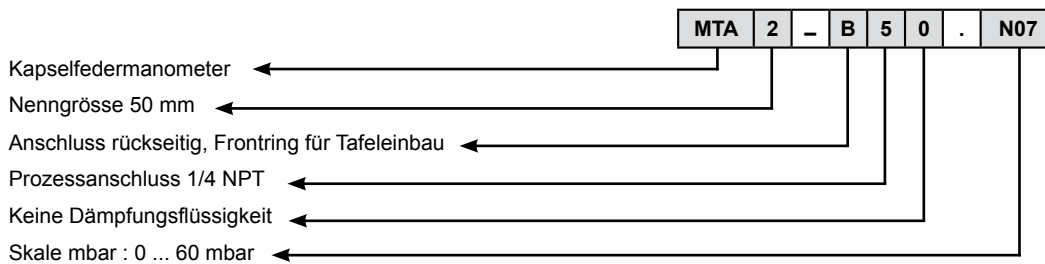 MTA 2 – B 5 0 . N07
Kapselfedermanometer
Nenngrösse 50 mm
Anschluss rückseitig, Frontring für Tafeleinbau
Prozessanschluss 1/4 NPT
Keine Dämpfungsflüssigkeit
Skale mbar : 0 ... 60 mbar